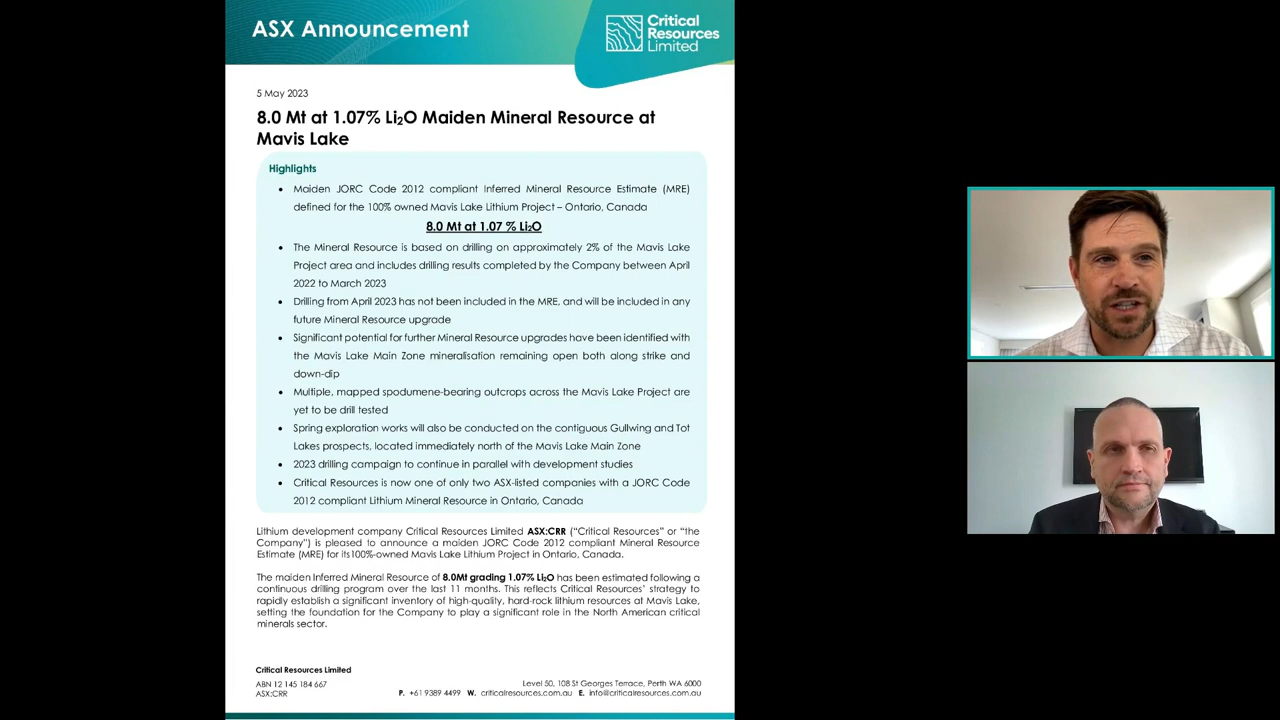 ASX Announcement
Critical
Resources
Limited
5 May 2023
8.0 Mt at 1.07% Li₂O Maiden Mineral Resource at
Mavis Lake
Highlights
• Maiden JORC Code 2012 compliant Inferred Mineral Resource Estimate (MRE)
defined for the 100% owned Mavis Lake Lithium Project – Ontario, Canada
8.0 Mt at 1.07 % Li₂O
• The Mineral Resource is based on drilling on approximately 2% of the Mavis Lake
Project area and includes drilling results completed by the Company between April
2022 to March 2023
• Drilling from April 2023 has not been included in the MRE, and will be included in any
future Mineral Resource upgrade
• Significant potential for further Mineral Resource upgrades have been identified with
the Mavis Lake Main Zone mineralisation remaining open both along strike and
down-dip
• Multiple, mapped spodumene-bearing outcrops across the Mavis Lake Project are
yet to be drill tested
• Spring exploration works will also be conducted on the contiguous Gullwing and Tot
Lakes prospects, located immediately north of the Mavis Lake Main Zone
• 2023 drilling campaign to continue in parallel with development studies
• Critical Resources is now one of only two ASX-listed companies with a JORC Code
2012 compliant Lithium Mineral Resource in Ontario, Canada
Lithium development company Critical Resources Limited ASX:CRR (“Critical Resources” or “the
Company”) is pleased to announce a maiden JORC Code 2012 compliant Mineral Resource
Estimate (MRE) for its100%-owned Mavis Lake Lithium Project in Ontario, Canada.
The maiden Inferred Mineral Resource of 8.0Mt grading 1.07% Li₂O has been estimated following a
continuous drilling program over the last 11 months. This reflects Critical Resources’ strategy to
rapidly establish a significant inventory of high-quality, hard-rock lithium resources at Mavis Lake,
setting the foundation for the Company to play a significant role in the North American critical
minerals sector.
Critical Resources Limited
ABN 12 145 184 667
ASX:CRR
Level 50, 108 St Georges Terrace, Perth WA 6000
P. +61 9389 4499 W. criticalresources.com.au E. info@criticalresources.com.au